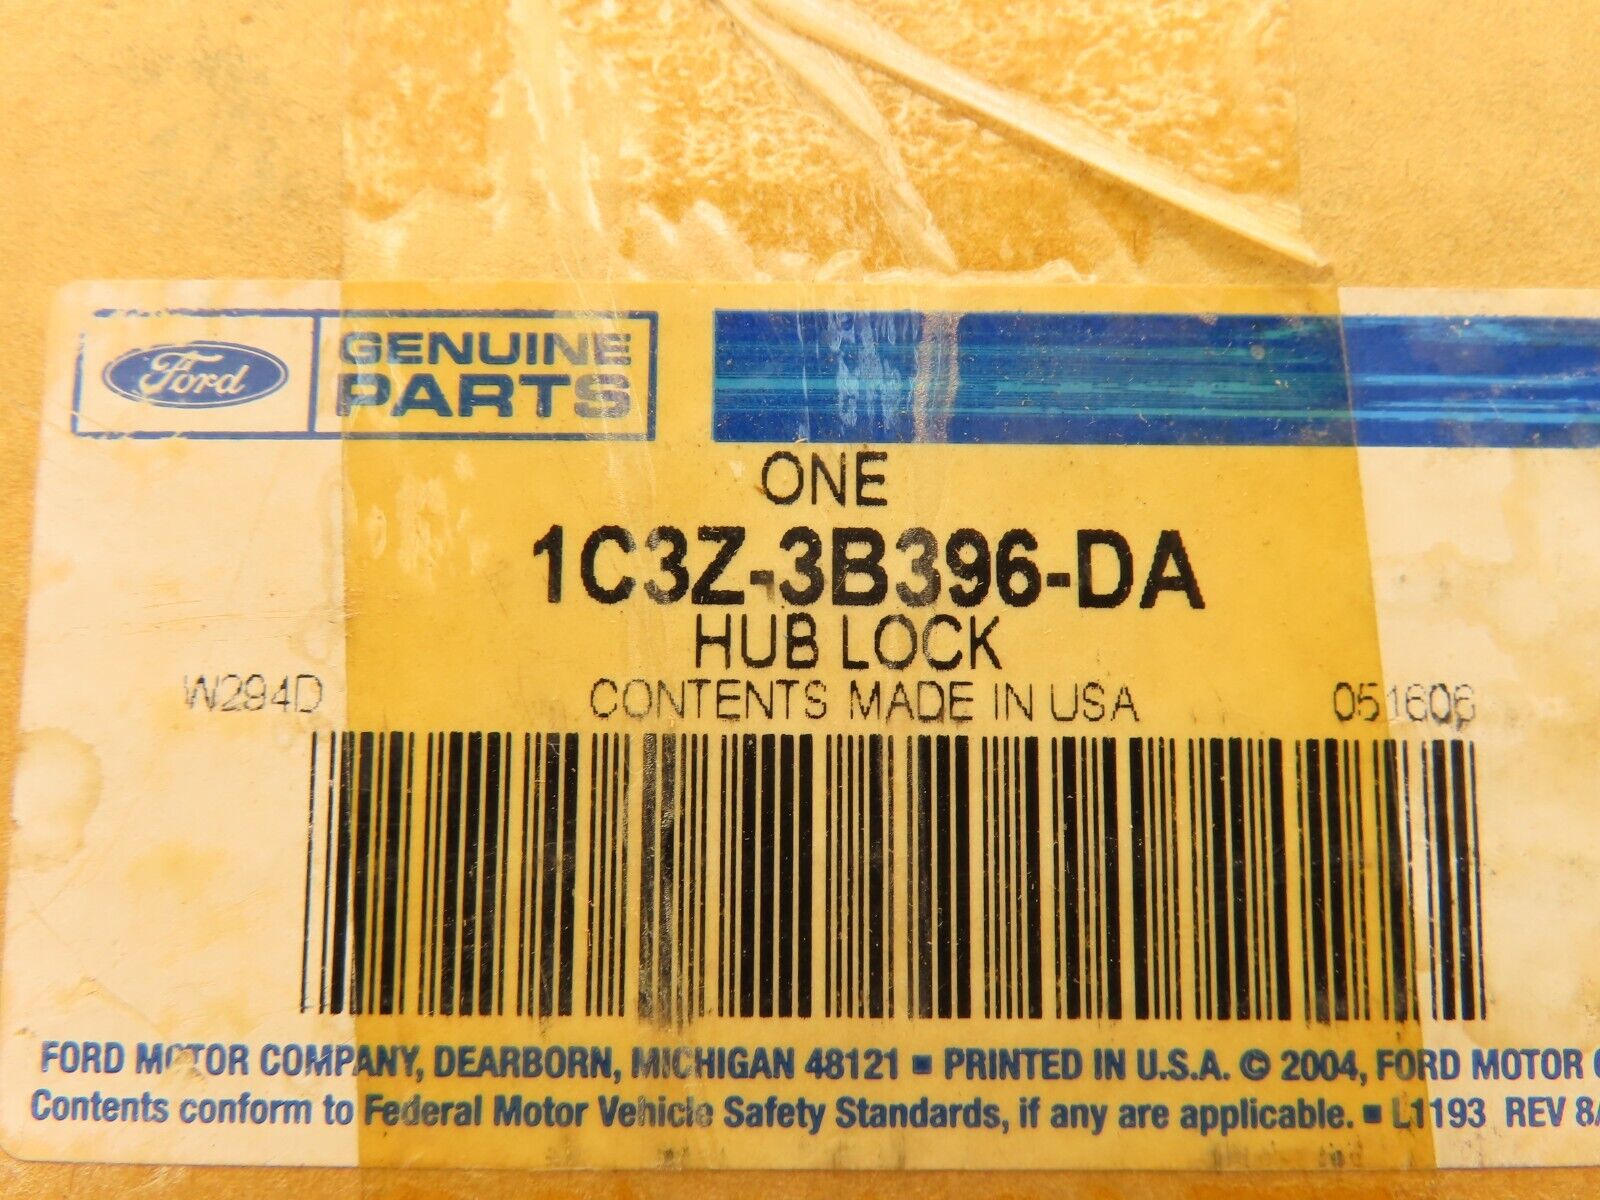 Ford GENUINE
PARTS
ONE
1C3Z-3B396-DA
HUB LOCK
W294D CONTENTS MADE IN USA 051606
FORD MOTOR COMPANY, DEARBORN, MICHIGAN 48121 ▪ PRINTED IN U.S.A. © 2004, FORD MOTOR
Contents conform to Federal Motor Vehicle Safety Standards, if any are applicable. ▪ L1193 REV 8/